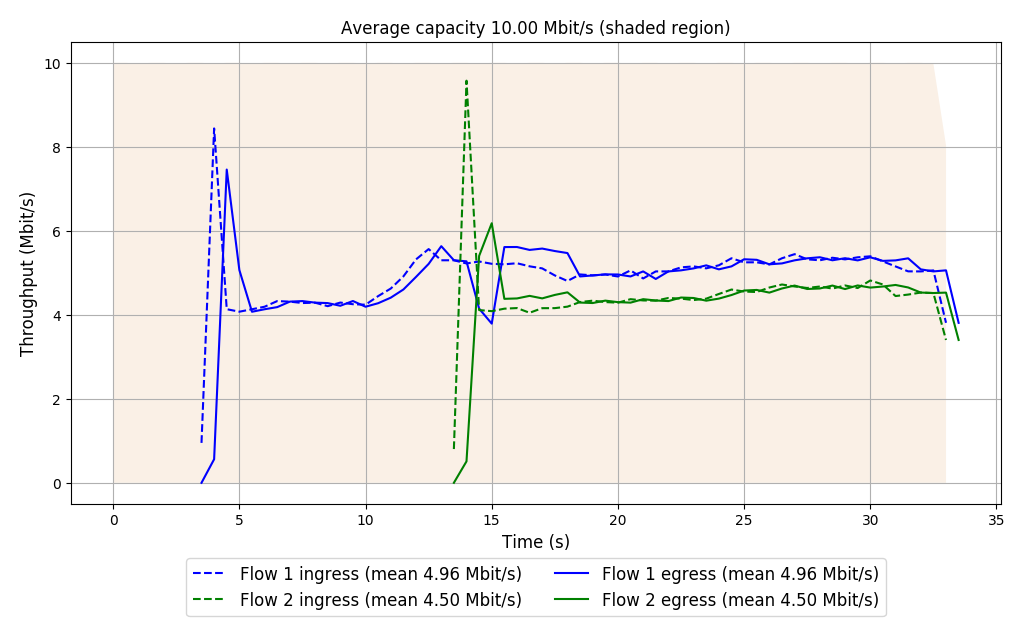 Average capacity 10.00 Mbit/s (shaded region)
Throughput (Mbit/s)
10
8
6
4
2
0
0 5 10 15 20 25 30 35
Time (s)
Flow 1 ingress (mean 4.96 Mbit/s) Flow 1 egress (mean 4.96 Mbit/s)
Flow 2 ingress (mean 4.50 Mbit/s) Flow 2 egress (mean 4.50 Mbit/s)